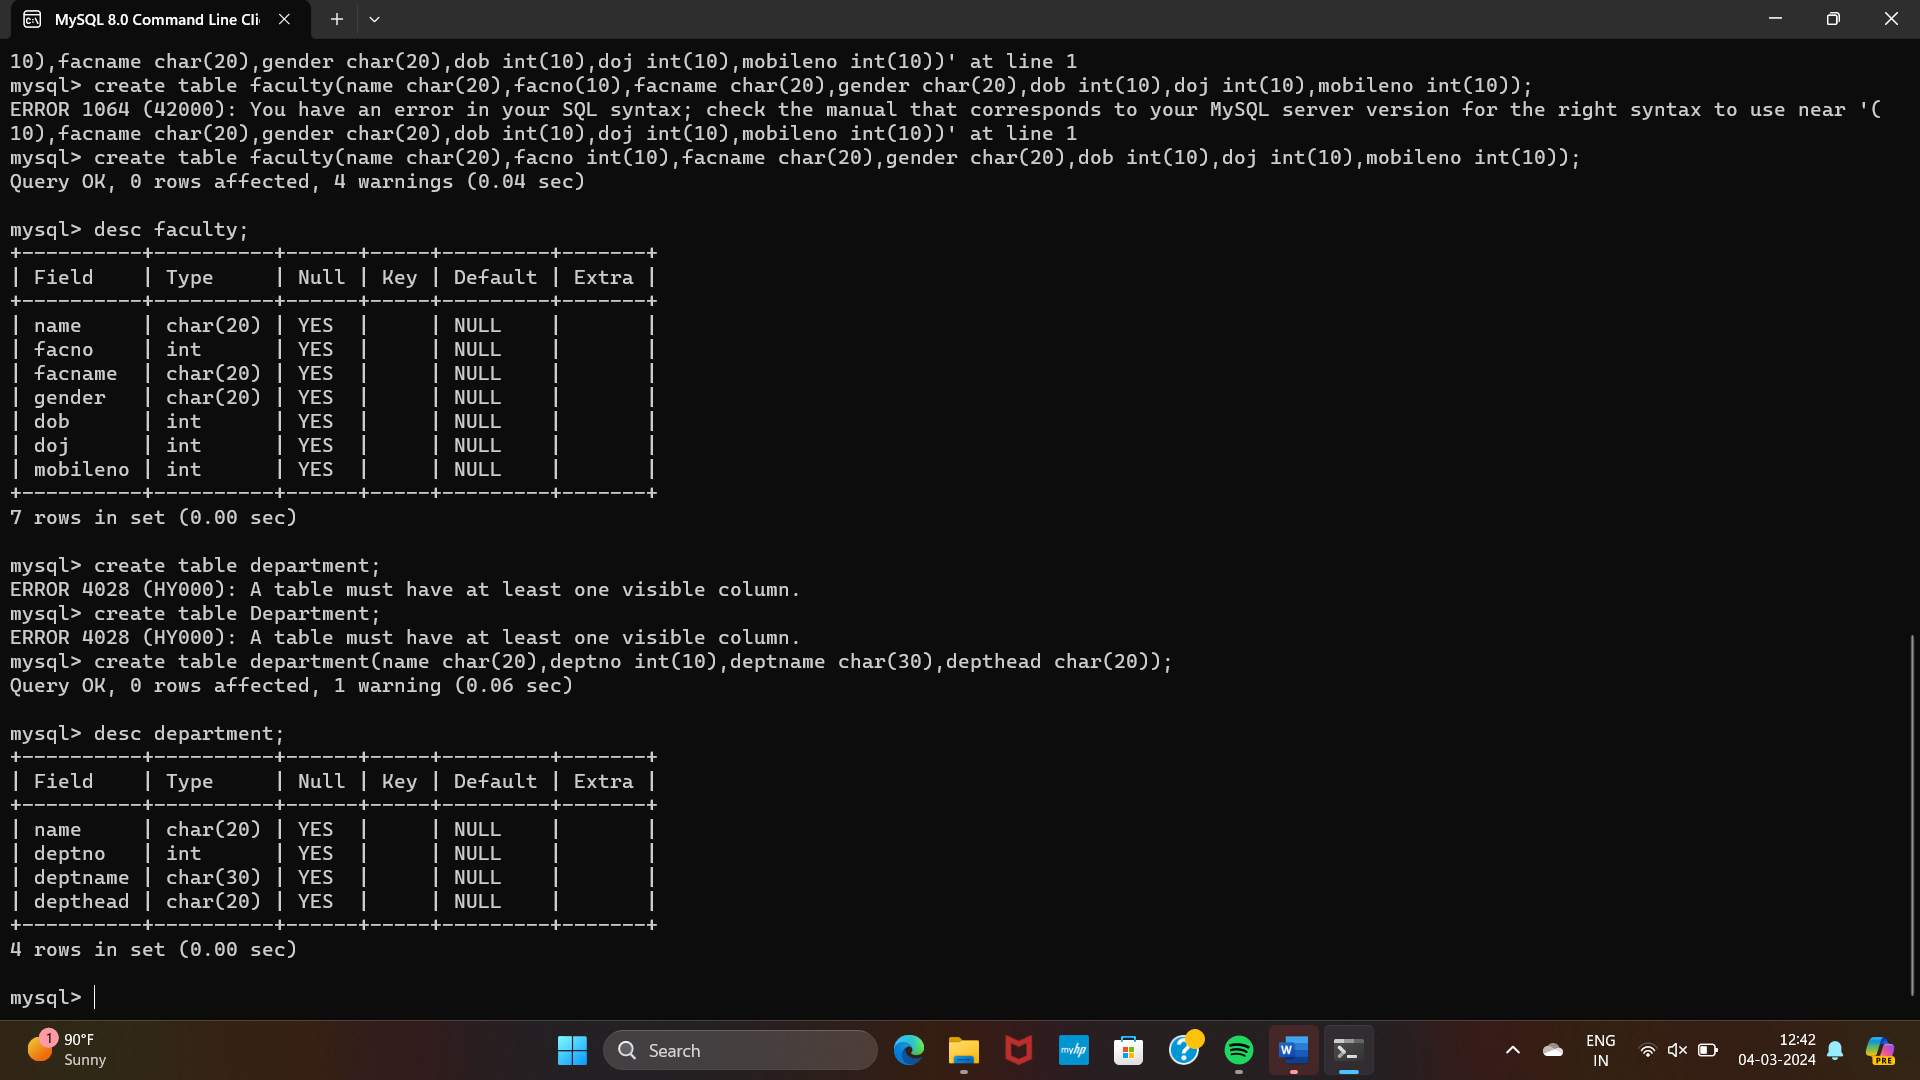 MySQL 8.0 Command Line Cli
10),facname char(20),gender char(20),dob int(10),doj int(10),mobileno int(10))' at line 1
mysql> create table faculty(name char(20),facno(10),facname char(20),gender char(20),dob int(10),doj int(10),mobileno int(10));
ERROR 1064 (42000): You have an error in your SQL syntax; check the manual that corresponds to your MySQL server version for the right syntax to use near '(
10),facname char(20),gender char(20),dob int(10),doj int(10),mobileno int(10))' at line 1
mysql> create table faculty(name char(20),facno int(10),facname char(20),gender char(20),dob int(10),doj int(10),mobileno int(10));
Query OK, 0 rows affected, 4 warnings (0.04 sec)
mysql> desc faculty;
+----------+----------+------+-----+---------+-------+
| Field    | Type     | Null | Key | Default | Extra |
+----------+----------+------+-----+---------+-------+
| name     | char(20) | YES  |     | NULL    |       |
| facno    | int      | YES  |     | NULL    |       |
| facname  | char(20) | YES  |     | NULL    |       |
| gender   | char(20) | YES  |     | NULL    |       |
| dob      | int      | YES  |     | NULL    |       |
| doj      | int      | YES  |     | NULL    |       |
| mobileno | int      | YES  |     | NULL    |       |
+----------+----------+------+-----+---------+-------+
7 rows in set (0.00 sec)
mysql> create table department;
ERROR 4028 (HY000): A table must have at least one visible column.
mysql> create table Department;
ERROR 4028 (HY000): A table must have at least one visible column.
mysql> create table department(name char(20),deptno int(10),deptname char(30),depthead char(20));
Query OK, 0 rows affected, 1 warning (0.06 sec)
mysql> desc department;
+----------+----------+------+-----+---------+-------+
| Field    | Type     | Null | Key | Default | Extra |
+----------+----------+------+-----+---------+-------+
| name     | char(20) | YES  |     | NULL    |       |
| deptno   | int      | YES  |     | NULL    |       |
| deptname | char(30) | YES  |     | NULL    |       |
| depthead | char(20) | YES  |     | NULL    |       |
+----------+----------+------+-----+---------+-------+
4 rows in set (0.00 sec)
mysql>
1
90°F
Sunny
Search
myhp
W
ENG
IN
12:42
04-03-2024
PRE